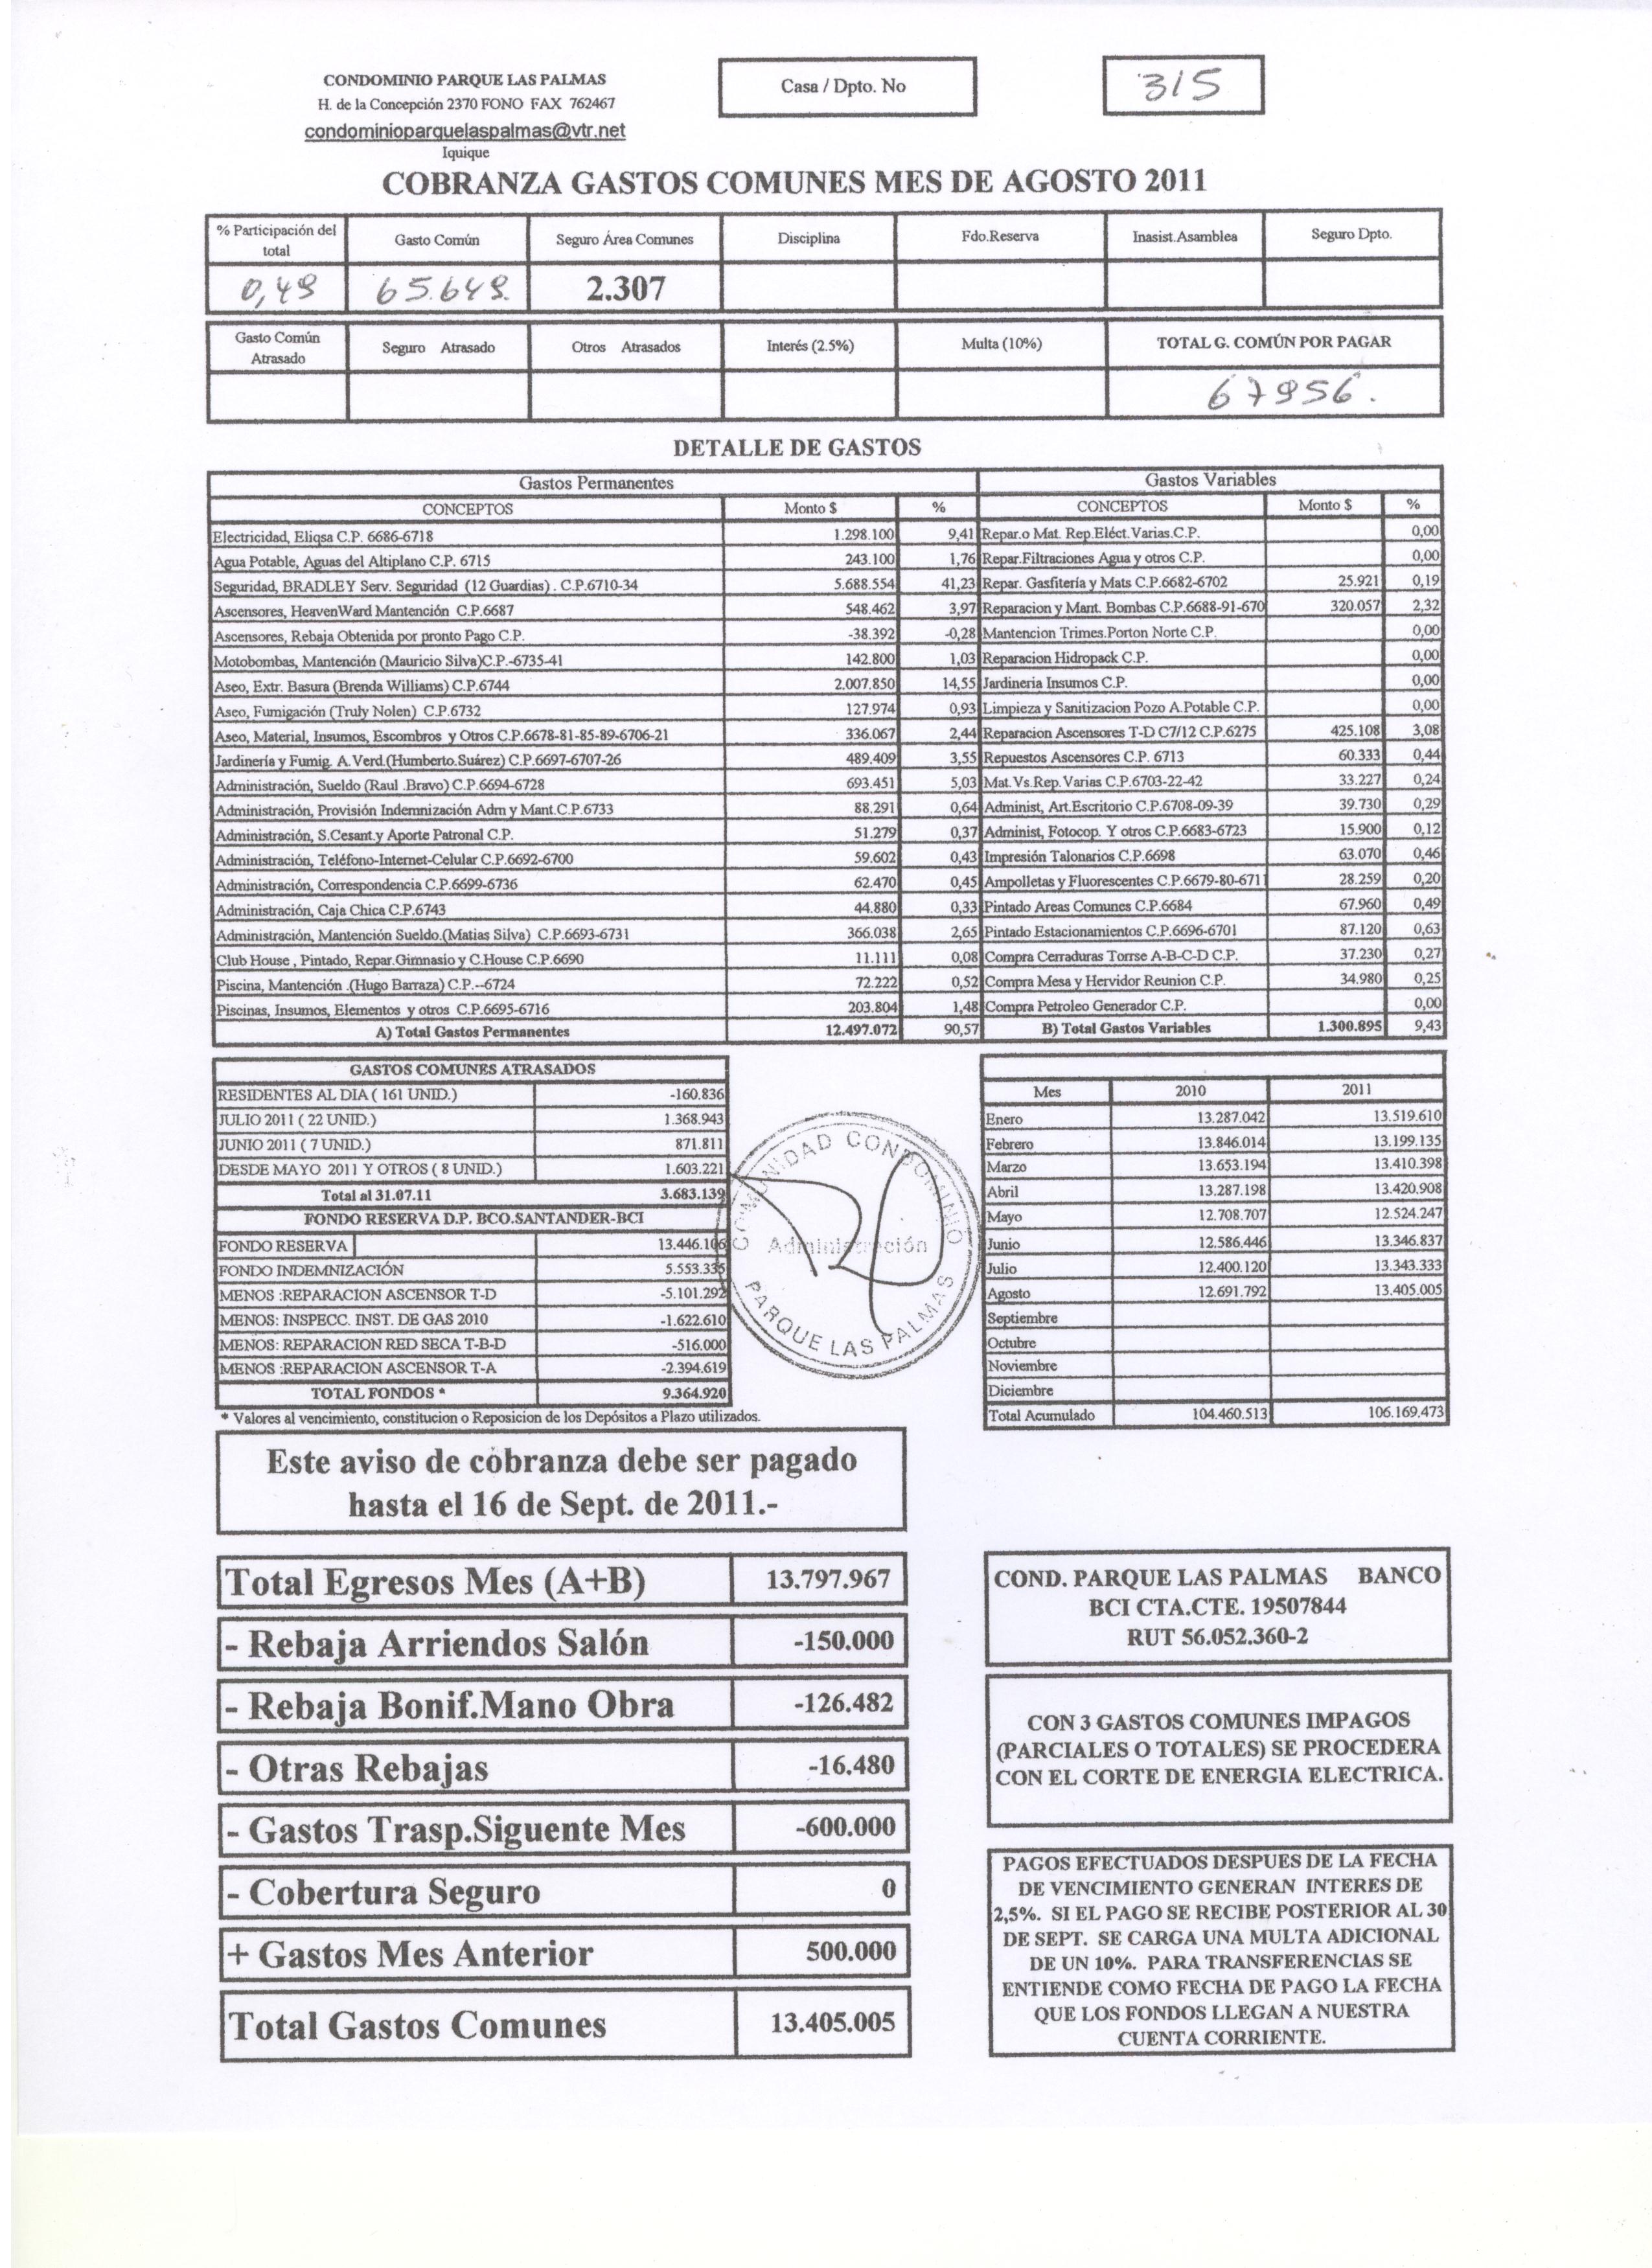 CONDOMINIO PARQUE LAS PALMAS
H. de la Concepción 2370 FONO FAX 762467
condominioparquelaspalmas@vtr.net
Iquique
Casa / Dpto. No
315
COBRANZA GASTOS COMUNES MES DE AGOSTO 2011
% Participación del total Gasto Común Seguro Área Comunes Disciplina Fdo.Reserva Inasist.Asamblea Seguro Dpto.
0,49 65.649. 2.307
Gasto Común Atrasado Seguro Atrasado Otros Atrasados Interés (2.5%) Multa (10%) TOTAL G. COMÚN POR PAGAR
67956.
DETALLE DE GASTOS
Gastos Permanentes Gastos Variables
CONCEPTOS Monto $ % CONCEPTOS Monto $ %
Electricidad, Eliqsa C.P. 6686-6718 1.298.100 9,41 Repar.o Mat. Rep.Eléct.Varias.C.P. 0,00
Agua Potable, Aguas del Altiplano C.P. 6715 243.100 1,76 Repar.Filtraciones Agua y otros C.P. 0,00
Seguridad, BRADLEY Serv. Seguridad (12 Guardias) . C.P.6710-34 5.688.554 41,23 Repar. Gasfitería y Mats C.P.6682-6702 25.921 0,19
Ascensores, HeavenWard Mantención C.P.6687 548.462 3,97 Reparacion y Mant. Bombas C.P.6688-91-670 320.057 2,32
Ascensores, Rebaja Obtenida por pronto Pago C.P. -38.392 -0,28 Mantencion Trimes.Porton Norte C.P. 0,00
Motobombas, Mantención (Mauricio Silva)C.P.-6735-41 142.800 1,03 Reparacion Hidropack C.P. 0,00
Aseo, Extr. Basura (Brenda Williams) C.P.6744 2.007.850 14,55 Jardineria Insumos C.P. 0,00
Aseo, Fumigación (Truly Nolen) C.P.6732 127.974 0,93 Limpieza y Sanitizacion Pozo A.Potable C.P. 0,00
Aseo, Material, Insumos, Escombros y Otros C.P.6678-81-85-89-6706-21 336.067 2,44 Reparacion Ascensores T-D C7/12 C.P.6275 425.108 3,08
Jardinería y Fumig. A.Verd.(Humberto.Suárez) C.P.6697-6707-26 489.409 3,55 Repuestos Ascensores C.P. 6713 60.333 0,44
Administración, Sueldo (Raul .Bravo) C.P.6694-6728 693.451 5,03 Mat.Vs.Rep.Varias C.P.6703-22-42 33.227 0,24
Administración, Provisión Indemnización Adm y Mant.C.P.6733 88.291 0,64 Administ, Art.Escritorio C.P.6708-09-39 39.730 0,29
Administración, S.Cesant.y Aporte Patronal C.P. 51.279 0,37 Administ, Fotocop. Y otros C.P.6683-6723 15.900 0,12
Administración, Teléfono-Internet-Celular C.P.6692-6700 59.602 0,43 Impresión Talonarios C.P.6698 63.070 0,46
Administración, Correspondencia C.P.6699-6736 62.470 0,45 Ampolletas y Fluorescentes C.P.6679-80-6711 28.259 0,20
Administración, Caja Chica C.P.6743 44.880 0,33 Pintado Areas Comunes C.P.6684 67.960 0,49
Administración, Mantención Sueldo.(Matias Silva) C.P.6693-6731 366.038 2,65 Pintado Estacionamientos C.P.6696-6701 87.120 0,63
Club House , Pintado, Repar.Gimnasio y C.House C.P.6690 11.111 0,08 Compra Cerraduras Torrse A-B-C-D C.P. 37.230 0,27
Piscina, Mantención .(Hugo Barraza) C.P.--6724 72.222 0,52 Compra Mesa y Hervidor Reunion C.P. 34.980 0,25
Piscinas, Insumos, Elementos y otros C.P.6695-6716 203.804 1,48 Compra Petroleo Generador C.P. 0,00
A) Total Gastos Permanentes 12.497.072 90,57 B) Total Gastos Variables 1.300.895 9,43
GASTOS COMUNES ATRASADOS
RESIDENTES AL DIA ( 161 UNID.) -160.836
JULIO 2011 ( 22 UNID.) 1.368.943
JUNIO 2011 ( 7 UNID.) 871.811
DESDE MAYO 2011 Y OTROS ( 8 UNID.) 1.603.221
Total al 31.07.11 3.683.139
FONDO RESERVA D.P. BCO.SANTANDER-BCI
FONDO RESERVA 13.446.106
FONDO INDEMNIZACIÓN 5.553.335
MENOS :REPARACION ASCENSOR T-D -5.101.292
MENOS: INSPECC. INST. DE GAS 2010 -1.622.610
MENOS: REPARACION RED SECA T-B-D -516.000
MENOS :REPARACION ASCENSOR T-A -2.394.619
TOTAL FONDOS * 9.364.920
* Valores al vencimiento, constitucion o Reposicion de los Depósitos a Plazo utilizados.
COMUNIDAD CONDOMINIO
Administración
PARQUE LAS PALMAS
Mes 2010 2011
Enero 13.287.042 13.519.610
Febrero 13.846.014 13.199.135
Marzo 13.653.194 13.410.398
Abril 13.287.198 13.420.908
Mayo 12.708.707 12.524.247
Junio 12.586.446 13.346.837
Julio 12.400.120 13.343.333
Agosto 12.691.792 13.405.005
Septiembre
Octubre
Noviembre
Diciembre
Total Acumulado 104.460.513 106.169,473
Este aviso de cobranza debe ser pagado
hasta el 16 de Sept. de 2011.-
Total Egresos Mes (A+B) 13.797.967
- Rebaja Arriendos Salón -150.000
- Rebaja Bonif.Mano Obra -126.482
- Otras Rebajas -16.480
- Gastos Trasp.Siguente Mes -600.000
- Cobertura Seguro 0
+ Gastos Mes Anterior 500.000
Total Gastos Comunes 13.405.005
COND. PARQUE LAS PALMAS BANCO
BCI CTA.CTE. 19507844
RUT 56.052.360-2
CON 3 GASTOS COMUNES IMPAGOS
(PARCIALES O TOTALES) SE PROCEDERA
CON EL CORTE DE ENERGIA ELECTRICA.
PAGOS EFECTUADOS DESPUES DE LA FECHA
DE VENCIMIENTO GENERAN INTERES DE
2,5%. SI EL PAGO SE RECIBE POSTERIOR AL 30
DE SEPT. SE CARGA UNA MULTA ADICIONAL
DE UN 10%. PARA TRANSFERENCIAS SE
ENTIENDE COMO FECHA DE PAGO LA FECHA
QUE LOS FONDOS LLEGAN A NUESTRA
CUENTA CORRIENTE.